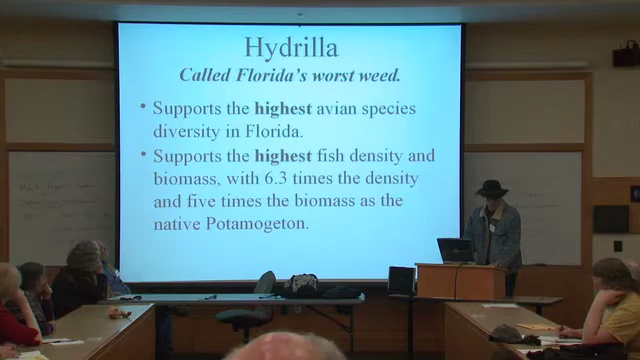 Hydrilla
Called Florida's worst weed.
• Supports the highest avian species
diversity in Florida.
• Supports the highest fish density and
biomass, with 6.3 times the density
and five times the biomass as the
native Potamogeton.